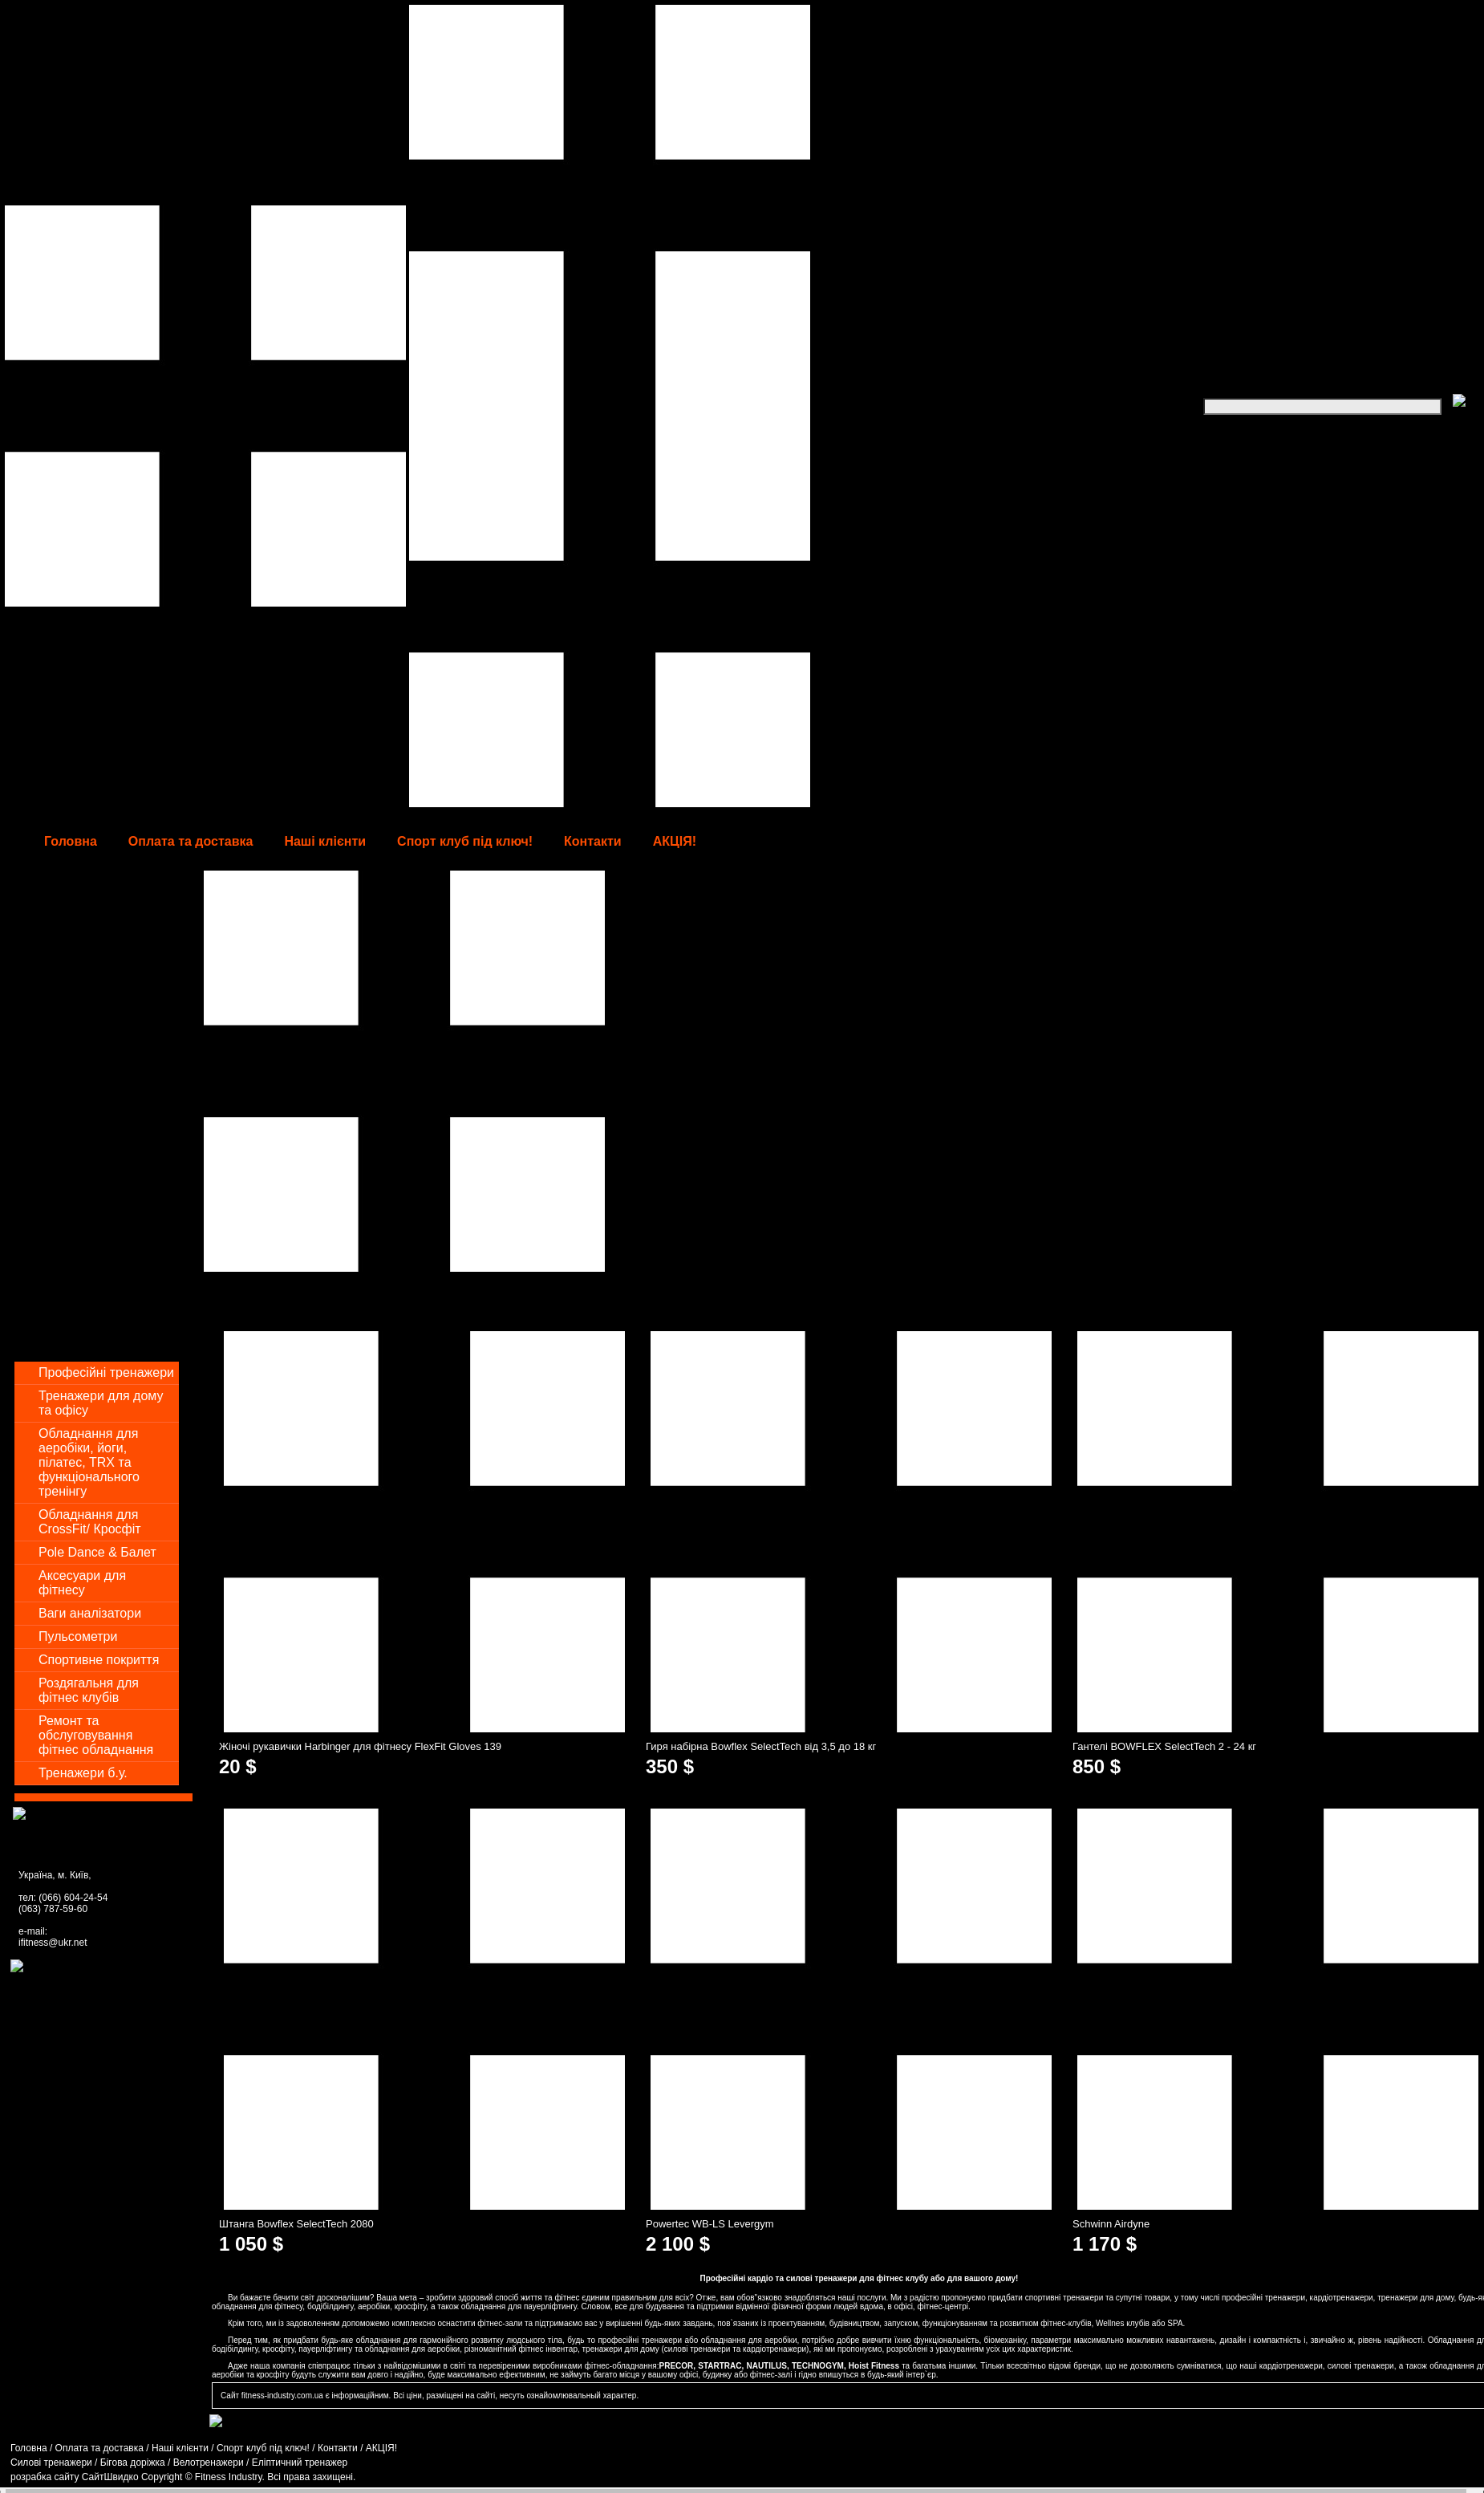 Головна Оплата та доставка Наші клієнти Спорт клуб під ключ! Контакти АКЦІЯ!
Професійні тренажери
Тренажери для дому
та офісу
Обладнання для
аеробіки, йоги,
пілатес, TRX та
функціонального
тренінгу
Обладнання для
CrossFit/ Кросфіт
Pole Dance & Балет
Аксесуари для
фітнесу
Ваги аналізатори
Пульсометри
Спортивне покриття
Роздягальня для
фітнес клубів
Ремонт та
обслуговування
фітнес обладнання
Тренажери б.у.
Україна, м. Київ,
тел: (066) 604-24-54
(063) 787-59-60
e-mail:
ifitness@ukr.net
Жіночі рукавички Harbinger для фітнесу FlexFit Gloves 139
20 $
Гиря набірна Bowflex SelectTech від 3,5 до 18 кг
350 $
Гантелі BOWFLEX SelectTech 2 - 24 кг
850 $
Штанга Bowflex SelectTech 2080
1 050 $
Powertec WB-LS Levergym
2 100 $
Schwinn Airdyne
1 170 $
Професійні кардіо та силові тренажери для фітнес клубу або для вашого дому!
Ви бажаєте бачити світ досконалішим? Ваша мета – зробити здоровий спосіб життя та фітнес єдиним правильним для всіх? Отже, вам обов"язково знадобляться наші послуги. Ми з радістю пропонуємо придбати спортивні тренажери та супутні товари, у тому числі професійні тренажери, кардіотренажери, тренажери для дому,
обладнання для фітнесу, бодібілдингу, аеробіки, кросфіту, а також обладнання для пауерліфтингу. Словом, все для будування та підтримки відмінної фізичної форми людей вдома, в офісі, фітнес-центрі.
Крім того, ми із задоволенням допоможемо комплексно оснастити фітнес-зали та підтримаємо вас у вирішенні будь-яких завдань, пов`язаних із проектуванням, будівництвом, запуском, функціонуванням та розвитком фітнес-клубів, Wellnes клубів або SPA.
Перед тим, як придбати будь-яке обладнання для гармонійного розвитку людського тіла, будь то професійні тренажери або обладнання для аеробіки, потрібно добре вивчити їхню функціональність, біомеханіку, параметри максимально можливих навантажень, дизайн і компактність і, звичайно ж, рівень надійності. Обладнання
бодібілдингу, кросфіту, пауерліфтингу та обладнання для аеробіки, різноманітний фітнес інвентар, тренажери для дому (силові тренажери та кардіотренажери), які ми пропонуємо, розроблені з урахуванням усіх цих характеристик.
Адже наша компанія співпрацює тільки з найвідомішими в світі та перевіреними виробниками фітнес-обладнання:PRECOR, STARTRAC, NAUTILUS, TECHNOGYM, Hoist Fitness та багатьма іншими. Тільки всесвітньо відомі бренди, що не дозволяють сумніватися, що наші кардіотренажери, силові тренажери, а також обладнання
аеробіки та кросфіту будуть служити вам довго і надійно, буде максимально ефективним, не займуть багато місця у вашому офісі, будинку або фітнес-залі і гідно впишуться в будь-який інтер єр.
Сайт fitness-industry.com.ua є інформаційним. Всі ціни, разміщені на сайті, несуть ознайомлювальный характер.
Головна / Оплата та доставка / Наші клієнти / Спорт клуб під ключ! / Контакти / АКЦІЯ!
Силові тренажери / Бігова доріжка / Велотренажери / Еліптичний тренажер
розрабка сайту СайтШвидко Copyright © Fitness Industry. Всі права захищені.